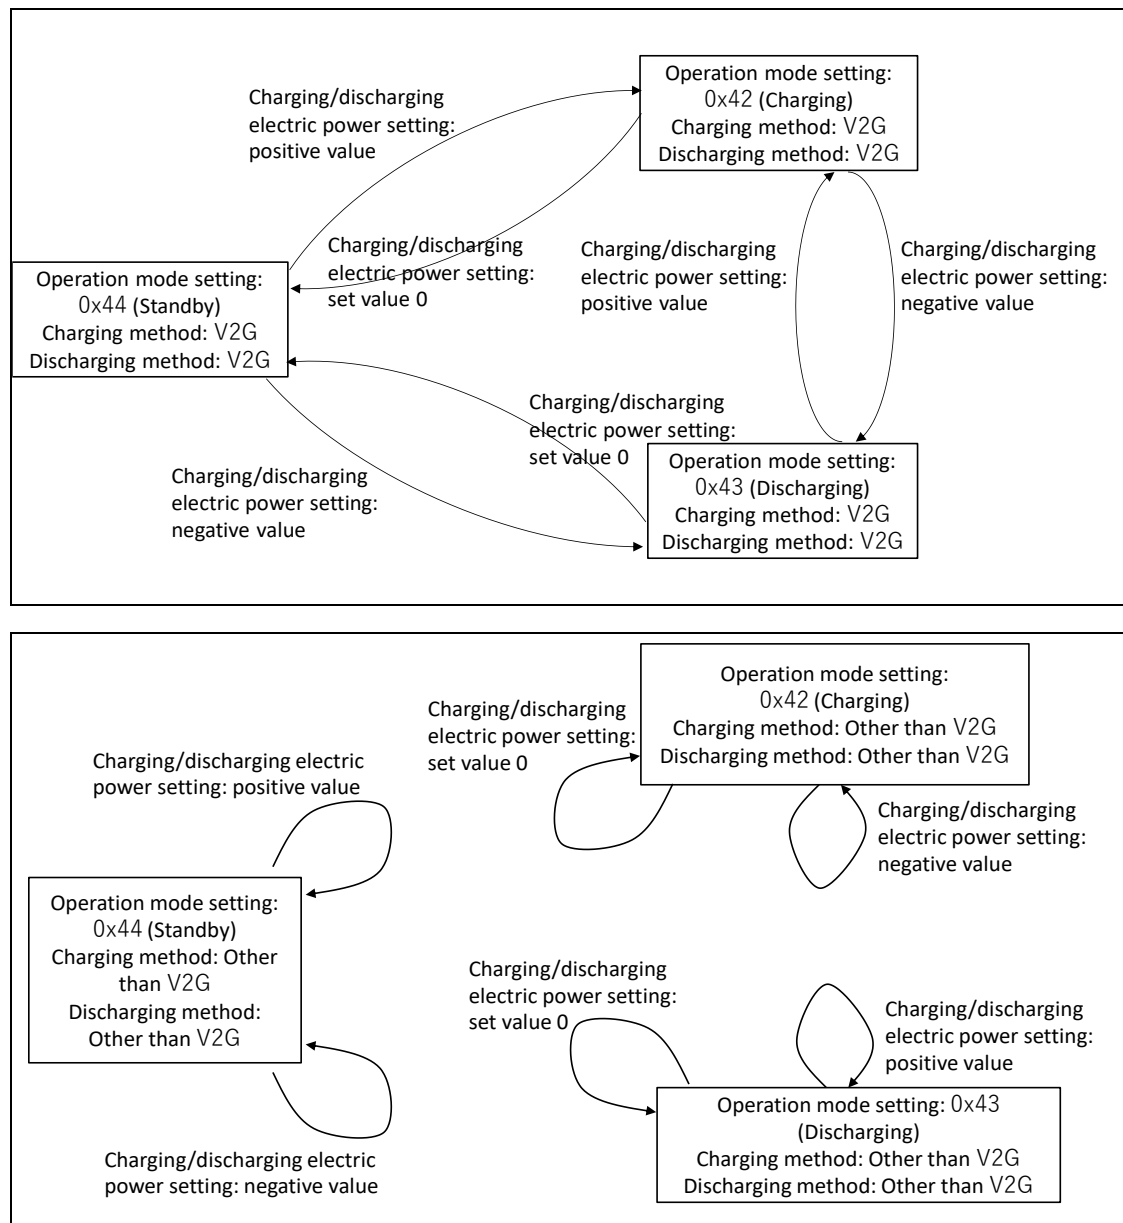 Operation mode setting:
0x42 (Charging)
Charging method: V2G
Discharging method: V2G
Charging/discharging
electric power setting:
positive value
Charging/discharging
electric power setting:
set value 0
Charging/discharging
electric power setting:
positive value
Charging/discharging
electric power setting:
negative value
Operation mode setting:
0x44 (Standby)
Charging method: V2G
Discharging method: V2G
Charging/discharging
electric power setting:
set value 0
Charging/discharging
electric power setting:
negative value
Operation mode setting:
0x43 (Discharging)
Charging method: V2G
Discharging method: V2G
Operation mode setting:
0x42 (Charging)
Charging method: Other than V2G
Discharging method: Other than V2G
Charging/discharging
electric power setting:
set value 0
Charging/discharging electric
power setting: positive value
Charging/discharging
electric power setting:
negative value
Operation mode setting:
0x44 (Standby)
Charging method: Other
than V2G
Discharging method:
Other than V2G
Charging/discharging
electric power setting:
set value 0
Charging/discharging
electric power setting:
positive value
Operation mode setting: 0x43
(Discharging)
Charging method: Other than V2G
Discharging method: Other than V2G
Charging/discharging electric
power setting: negative value